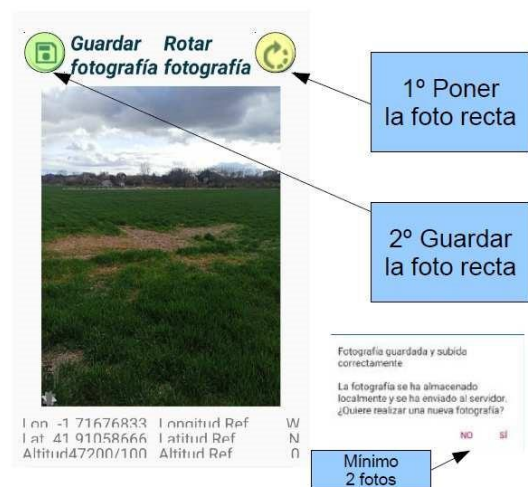 Guardar Rotar
fotografía fotografía
1º Poner
la foto recta
2º Guardar
la foto recta
Fotografía guardada y subida
correctamente
La fotografía se ha almacenado
localmente y se ha enviado al servidor.
¿Quiere realizar una nueva fotografía?
NO SÍ
Mínimo
2 fotos
Lon. -1.71676833 Longitud Ref W
Lat. 41.91058666 Latitud Ref N
Altitud47200/100 Altitud Ref 0